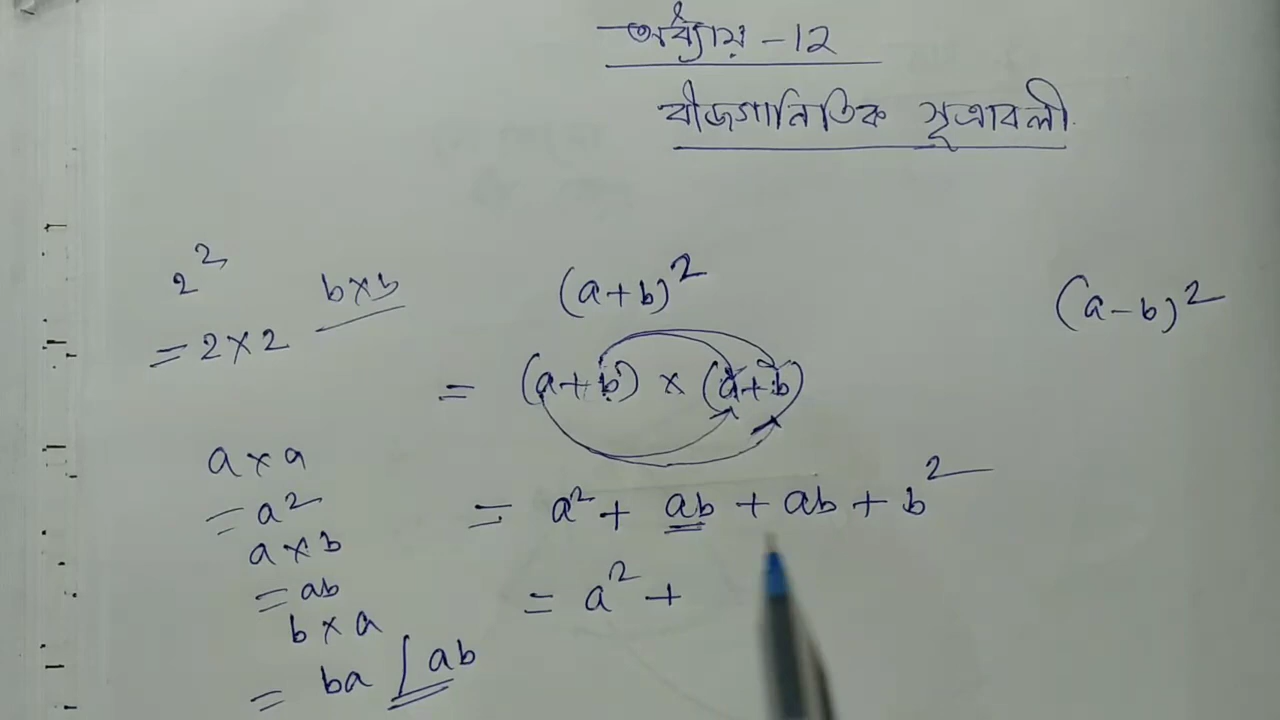 অধ্যায় - 12
বীজগানিতিক সূত্রাবলী
2²
= 2 × 2
b × b
(a + b)²
= (a + b) × (a + b)
= a² + ab + ab + b²
= a² +
(a - b)²
a × a
= a²
a × b
= ab
b × a
= ba / ab